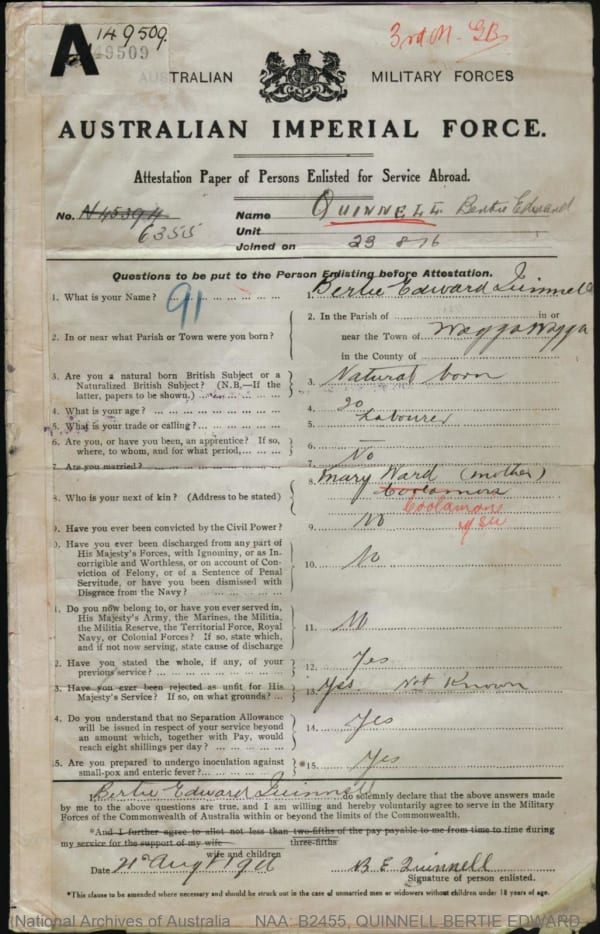 A 149509.
49509
3rd M. GB
AUSTRALIAN MILITARY FORCES
AUSTRALIAN IMPERIAL FORCE.
Attestation Paper of Persons Enlisted for Service Abroad.
No. N45394
6355
Name QUINNELL Bertie Edward
Unit
Joined on 23 8 16
Questions to be put to the Person Enlisting before Attestation.
91
1. What is your Name? 1. Bertie Edward Quinnell
2. In or near what Parish or Town were you born? 2. In the Parish of in or
near the Town of Wagga Wagga
in the County of
3. Are you a natural born British Subject or a
Naturalized British Subject? (N.B.—If the
latter, papers to be shown.) 3. Natural born
4. What is your age? 4. 20
5. What is your trade or calling? 5. Labourer
6. Are you, or have you been, an apprentice? If so,
where, to whom, and for what period, 6. —
7. Are you married? 7. No
8. Who is your next of kin? (Address to be stated) 8. Mary Ward (mother)
Coolamon
NSW
9. Have you ever been convicted by the Civil Power? 9. No
0. Have you ever been discharged from any part of
His Majesty's Forces, with Ignominy, or as In-
corrigible and Worthless, or on account of Con-
viction of Felony, or of a Sentence of Penal
Servitude, or have you been dismissed with
Disgrace from the Navy? 10. No
1. Do you now belong to, or have you ever served in,
His Majesty's Army, the Marines, the Militia,
the Militia Reserve, the Territorial Force, Royal
Navy, or Colonial Forces? If so, state which,
and if not now serving, state cause of discharge 11. No
2. Have you stated the whole, if any, of your
previous service? 12. Yes
3. Have you ever been rejected as unfit for His
Majesty's Service? If so, on what grounds? 13. Yes. Not Known
4. Do you understand that no Separation Allowance
will be issued in respect of your service beyond
an amount which, together with Pay, would
reach eight shillings per day? 14. Yes
5. Are you prepared to undergo inoculation against
small-pox and enteric fever? *15. Yes
I, Bertie Edward Quinnell do solemnly declare that the above answers made
by me to the above questions are true, and I am willing and hereby voluntarily agree to serve in the Military
Forces of the Commonwealth of Australia within or beyond the limits of the Commonwealth.
*And I further agree to allot not less than two-fifths of the pay payable to me from time to time during
my service for the support of my wife three-fifths
wife and children
Date 21st Aug 1916 B E Quinnell
Signature of person enlisted.
*This clause to be amended where necessary and should be struck out in the case of unmarried men or widowers without children under 18 years of age.
National Archives of Australia NAA: B2455, QUINNELL BERTIE EDWARD